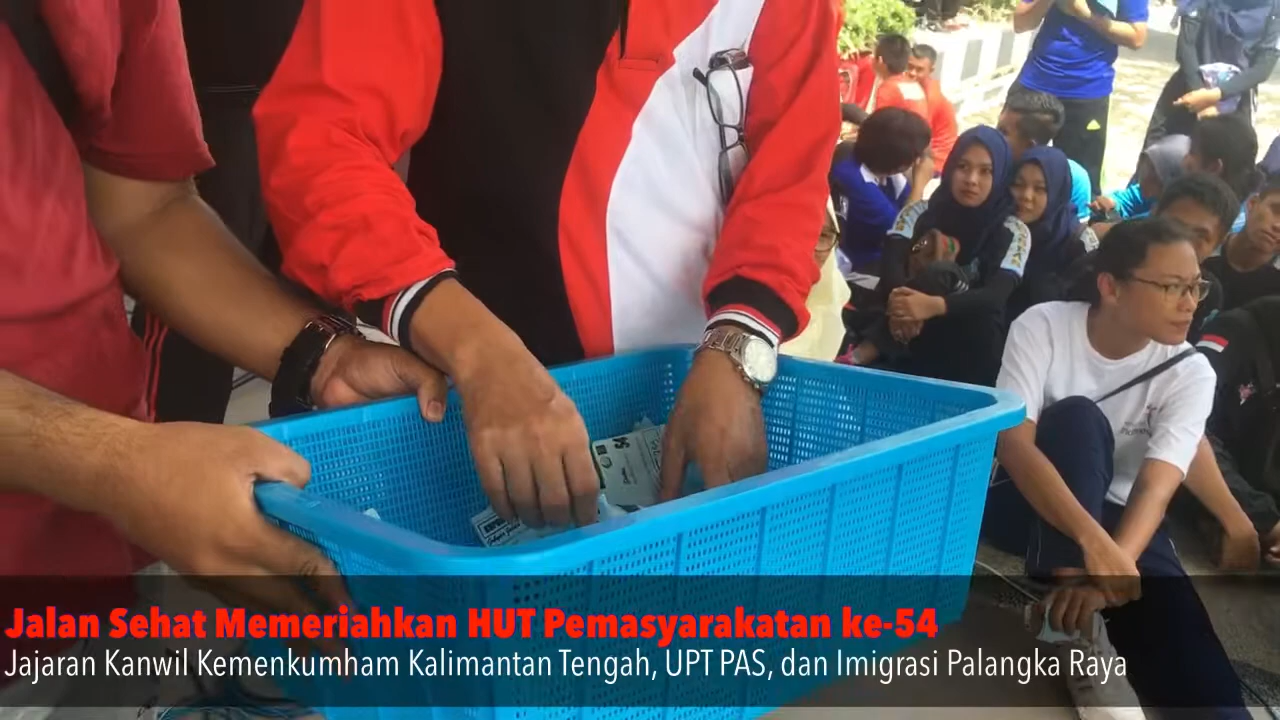 Jalan Sehat Memeriahkan HUT Pemasyarakatan ke-54
Jajaran Kanwil Kemenkumham Kalimantan Tengah, UPT PAS, dan Imigrasi Palangka Raya